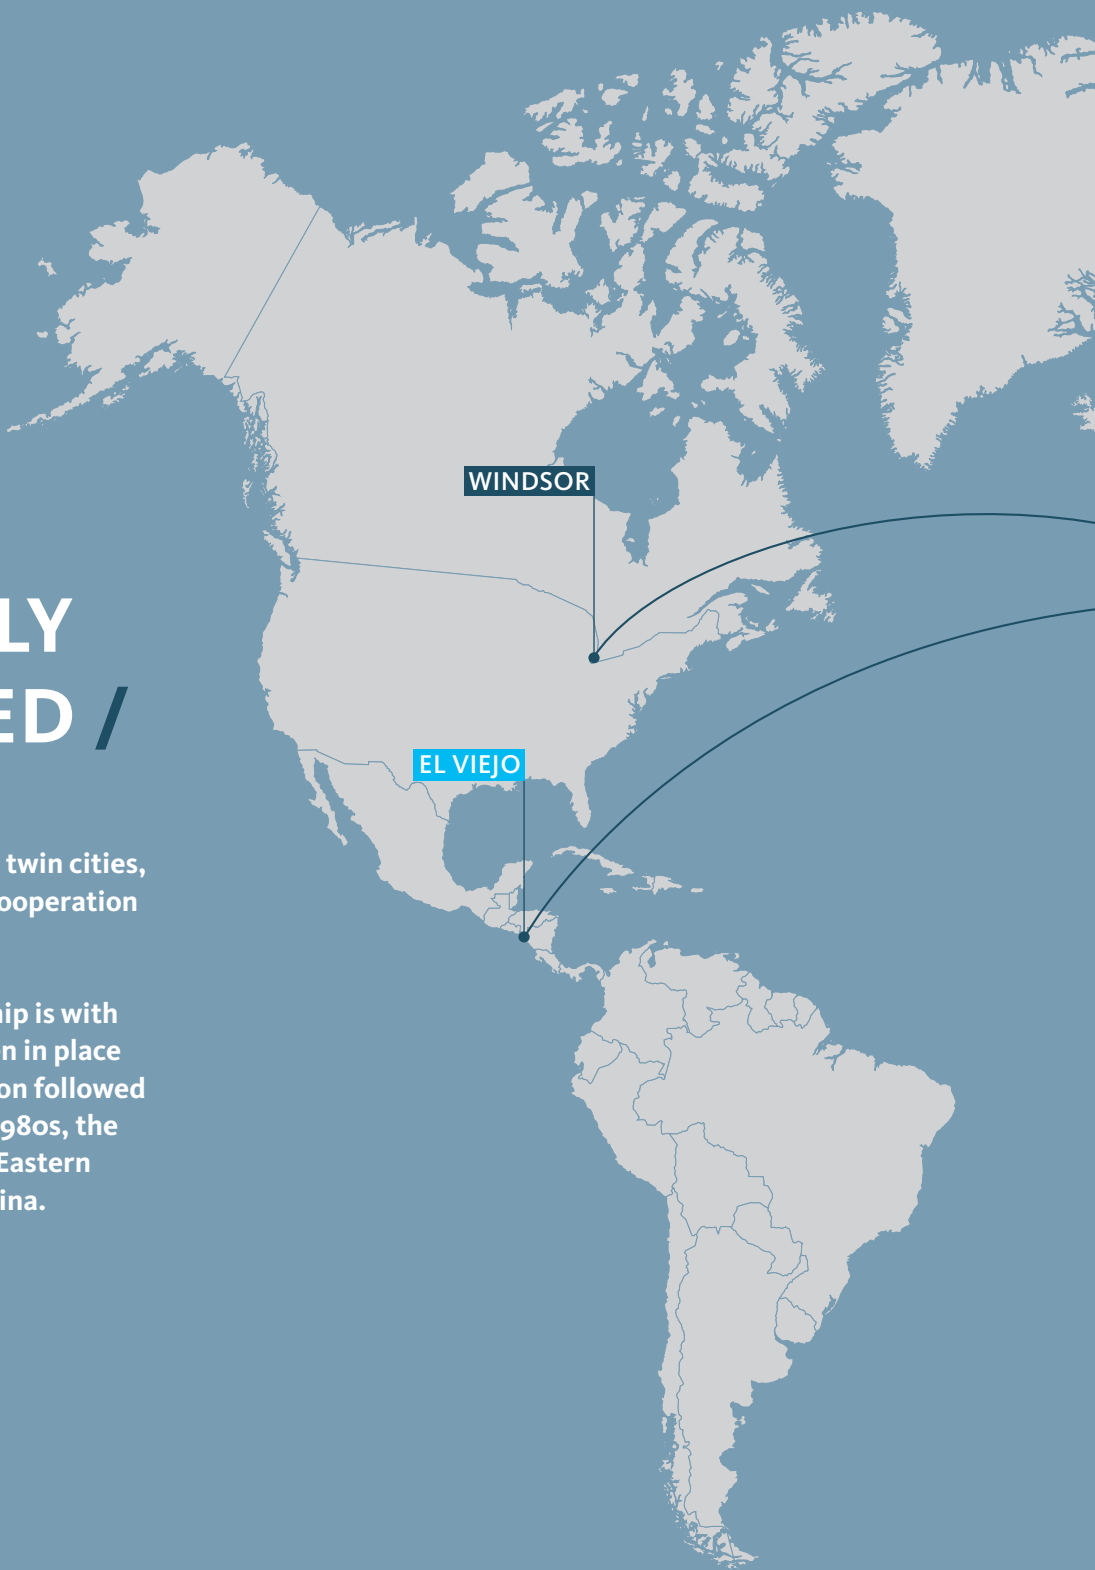 LY
ED /
twin cities,
ooperation
ip is with
n in place
on followed
980s, the
Eastern
ina.
WINDSOR
EL VIEJO